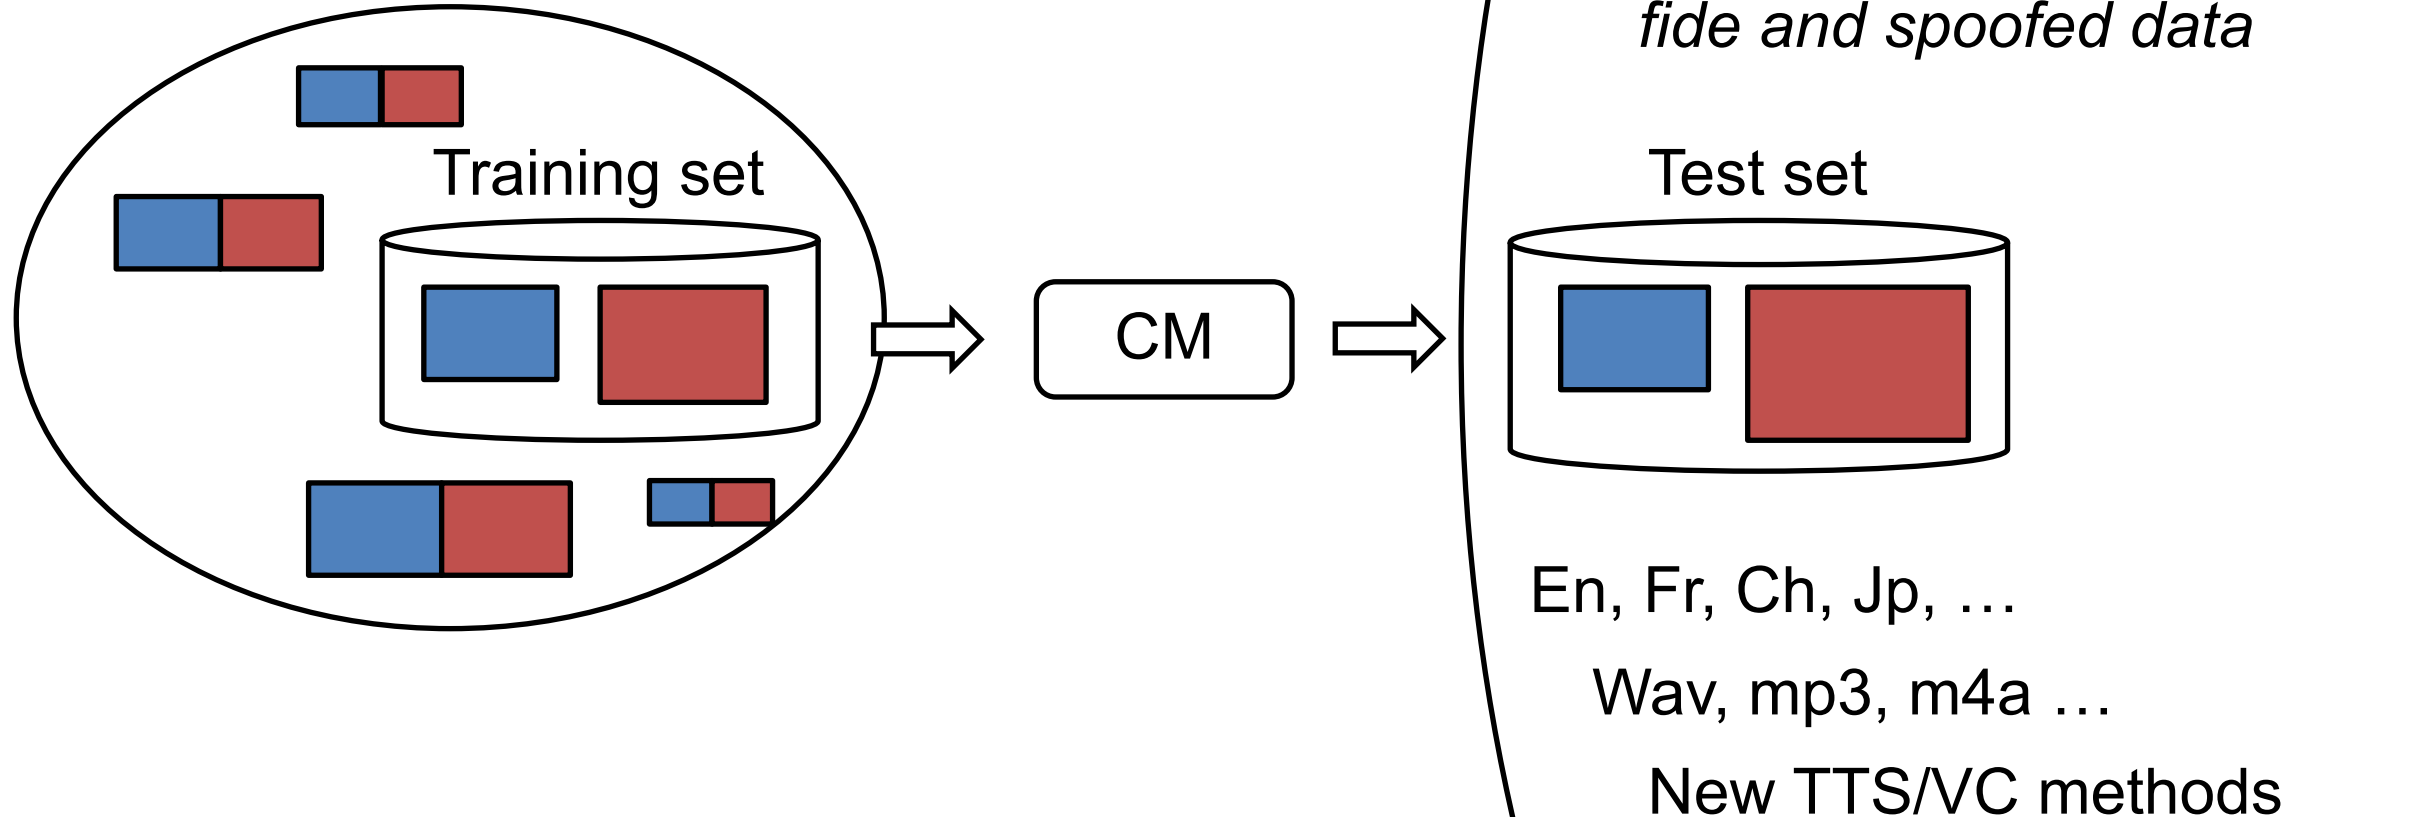 fide and spoofed data
Training set
Test set
CM
En, Fr, Ch, Jp, …
Wav, mp3, m4a …
New TTS/VC methods